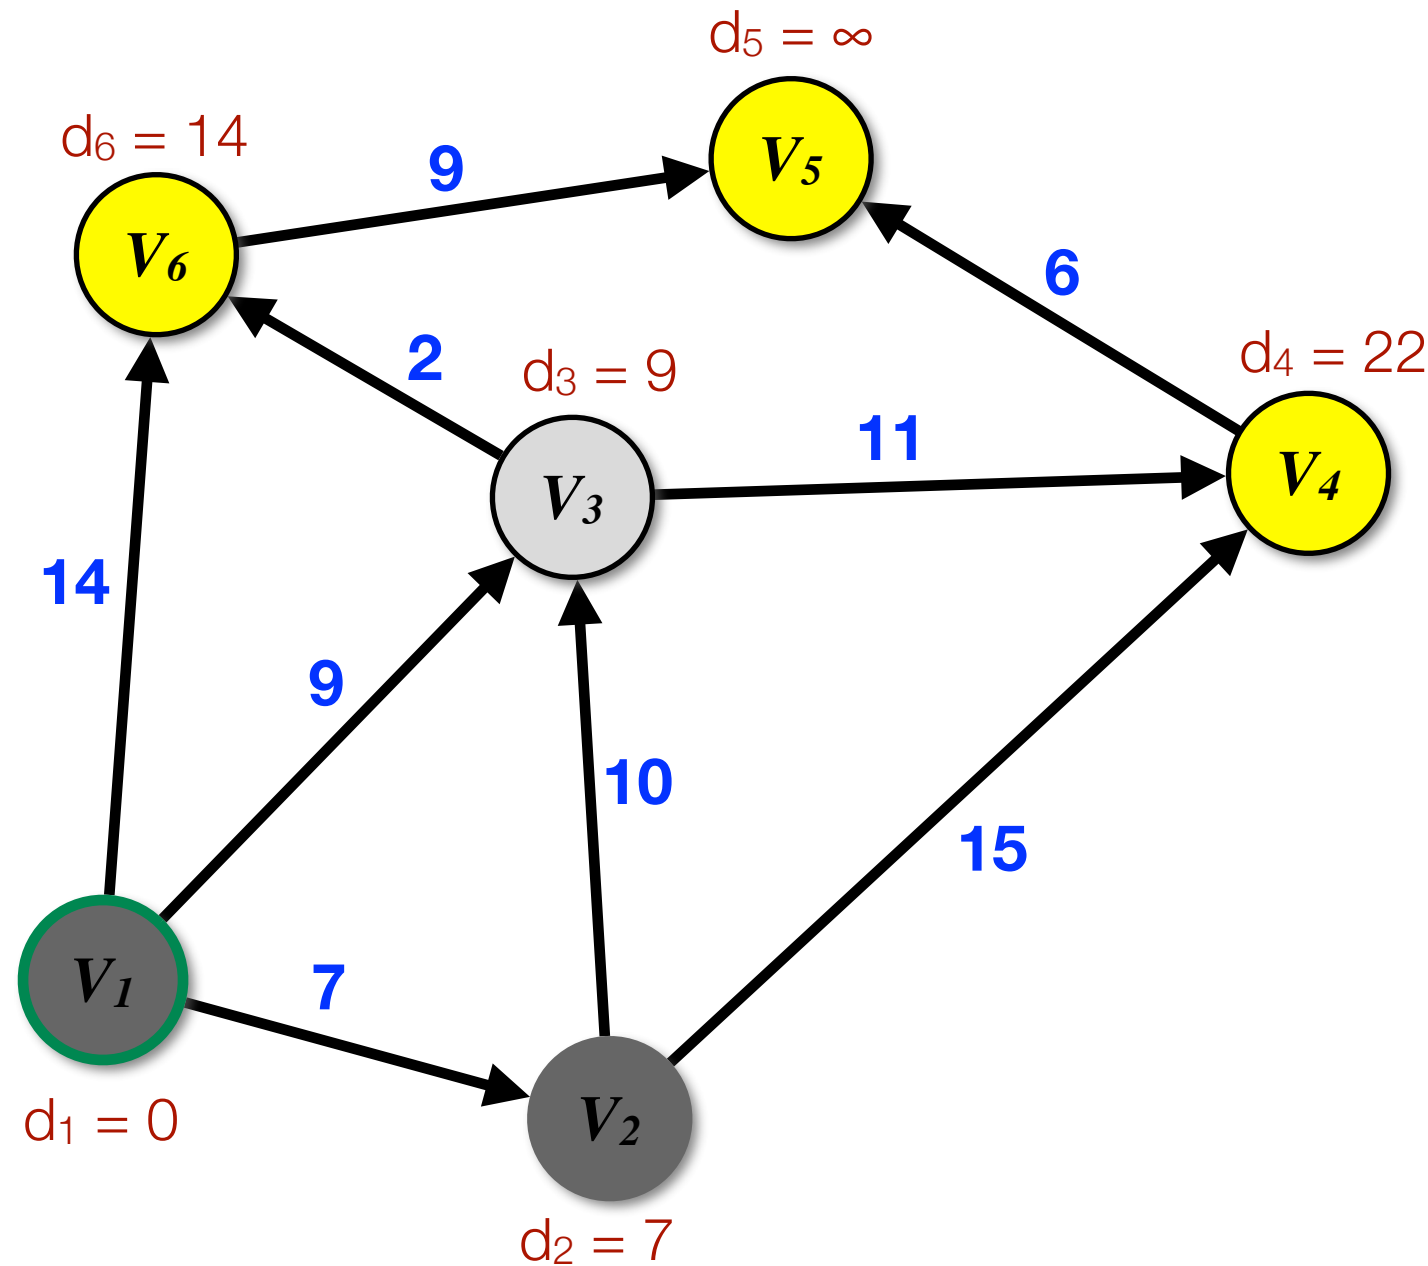 d₅ = ∞
V₅
d₆ = 14
9
V₆
6
2
d₃ = 9
d₄ = 22
11
V₃
V₄
14
9
10
15
V₁
7
d₁ = 0
V₂
d₂ = 7